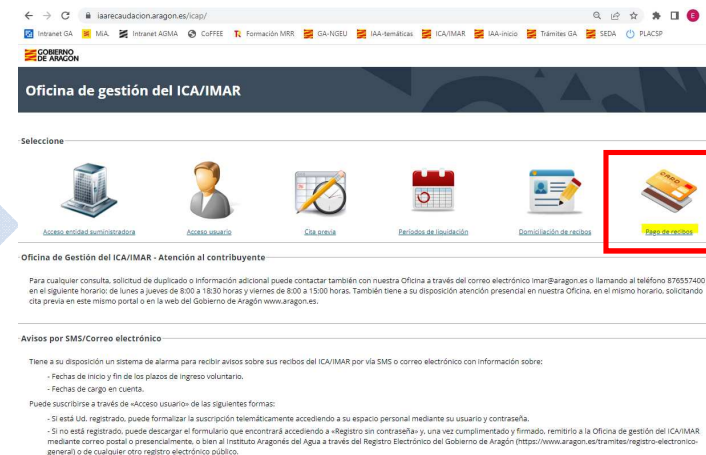 iaarecaudacion.aragon.es/icap/
E
Intranet GA MiA. Intranet AGMA CoFFEE Formación MRR GA-NGEU IAA-temáticas ICA/IMAR IAA-inicio Trámites GA SEDA PLACSP
GOBIERNO
DE ARAGON
Oficina de gestión del ICA/IMAR
Seleccione
Acceso entidad suministradora Acceso usuario Cita previa Períodos de liquidación Domiciliación de recibos Pago de recibos
Oficina de Gestión del ICA/IMAR - Atención al contribuyente
Para cualquier consulta, solicitud de duplicado o información adicional puede contactar también con nuestra Oficina a través del correo electrónico imar@aragon.es o llamando al teléfono 876557400
en el siguiente horario: de lunes a jueves de 8:00 a 18:30 horas y viernes de 8:00 a 15:00 horas. También tiene a su disposición atención presencial en nuestra Oficina, en el mismo horario, solicitando
cita previa en este mismo portal o en la web del Gobierno de Aragón www.aragon.es.
Avisos por SMS/Correo electrónico
Tiene a su disposición un sistema de alarma para recibir avisos sobre sus recibos del ICA/IMAR por vía SMS o correo electrónico con información sobre:
- Fechas de inicio y fin de los plazos de ingreso voluntario.
- Fechas de cargo en cuenta.
Puede suscribirse a través de «Acceso usuario» de las siguientes formas:
- Si está Ud. registrado, puede formalizar la suscripción telemáticamente accediendo a su espacio personal mediante su usuario y contraseña.
- Si no está registrado, puede descargar el formulario que encontrará accediendo a «Registro sin contraseña» y, una vez cumplimentado y firmado, remitirlo a la Oficina de gestión del ICA/IMAR
mediante correo postal o presencialmente, o bien al Instituto Aragonés del Agua a través del Registro Electrónico del Gobierno de Aragón (https://www.aragon.es/tramites/registro-electronico-
general) o de cualquier otro registro electrónico público.